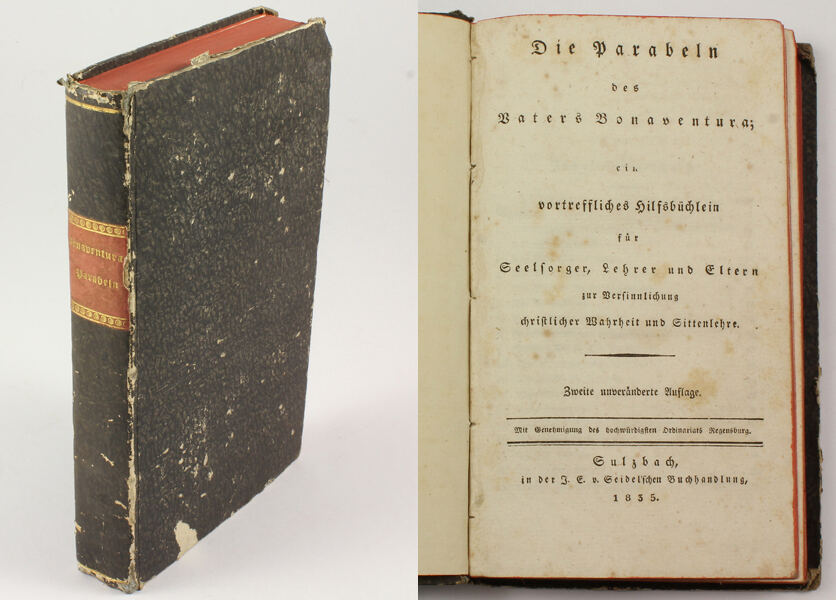 Bonaventura
Parabeln
Die Parabeln
des
Vaters Bonaventura;
ein
vortreffliches Hilfsbüchlein
für
Seelsorger, Lehrer und Eltern
zur Versinnlichung
christlicher Wahrheit und Sittenlehre.
Zweite unveränderte Auflage.
Mit Genehmigung des hochwürdigsten Ordinariats Regensburg.
Sulzbach,
in der J. E. v. Seidel'schen Buchhandlung,
1835.